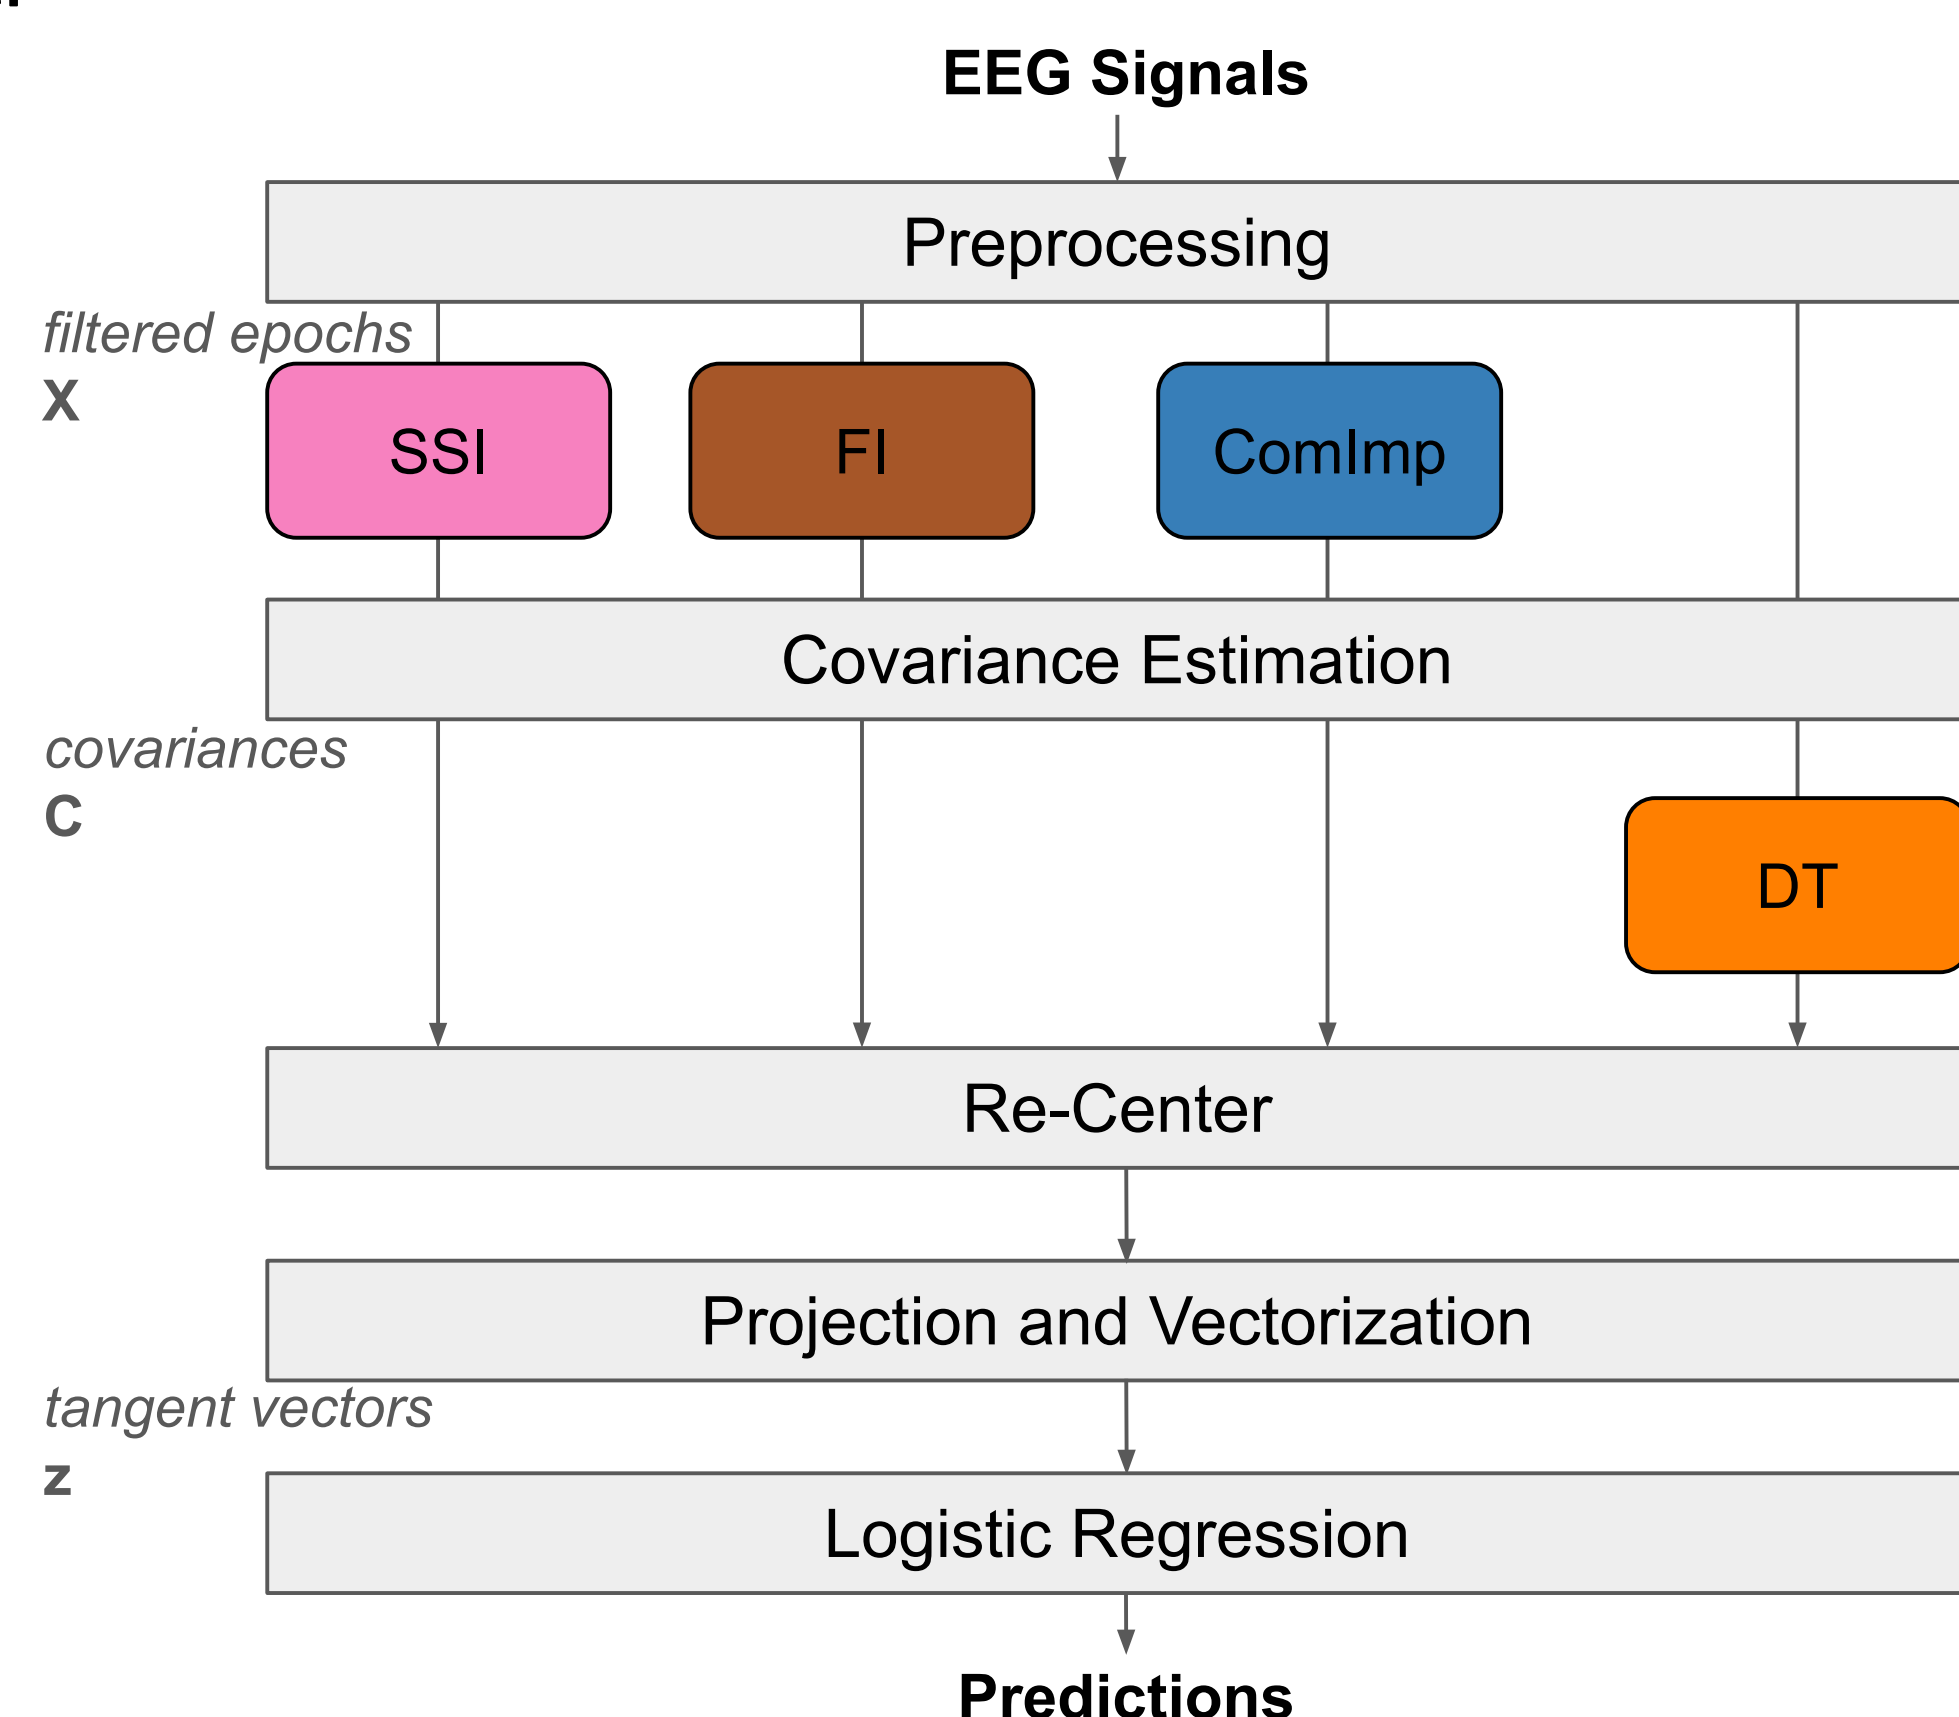 EEG Signals
Preprocessing
filtered epochs
X
SSI
FI
ComImp
Covariance Estimation
covariances
C
DT
Re-Center
Projection and Vectorization
tangent vectors
z
Logistic Regression
Predictions